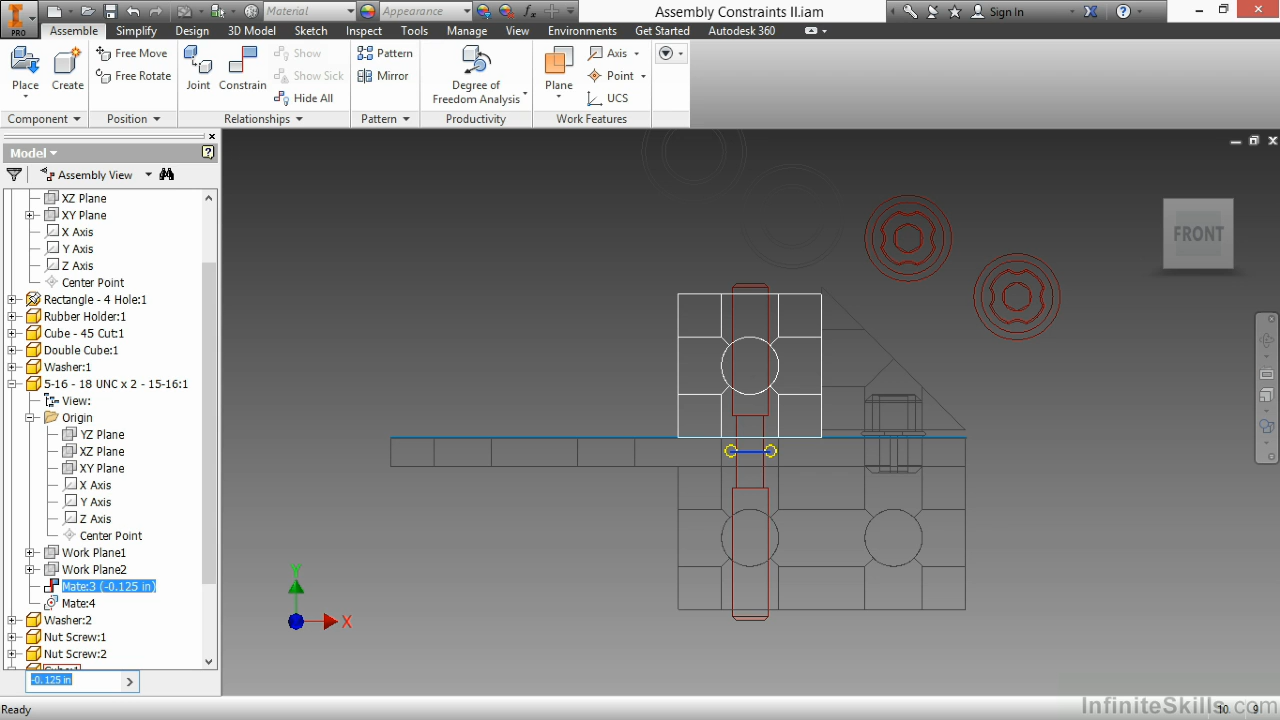 PRO
Material
Appearance
Assembly Constraints II.iam
Sign In
Assemble Simplify Design 3D Model Sketch Inspect Tools Manage View Environments Get Started Autodesk 360
Place
Create
Free Move
Free Rotate
Joint
Constrain
Show
Show Sick
Hide All
Pattern
Mirror
Degree of
Freedom Analysis
Plane
Axis
Point
UCS
Component Position Relationships Pattern Productivity Work Features
Model
Assembly View
XZ Plane
XY Plane
X Axis
Y Axis
Z Axis
Center Point
Rectangle - 4 Hole:1
Rubber Holder:1
Cube - 45 Cut:1
Double Cube:1
Washer:1
5-16 - 18 UNC x 2 - 15-16:1
View:
Origin
YZ Plane
XZ Plane
XY Plane
X Axis
Y Axis
Z Axis
Center Point
Work Plane1
Work Plane2
Mate:3 (-0.125 in)
Mate:4
Washer:2
Nut Screw:1
Nut Screw:2
Cube:1
-0.125 in
FRONT
Y
X
Ready
10 9
InfiniteSkills.com